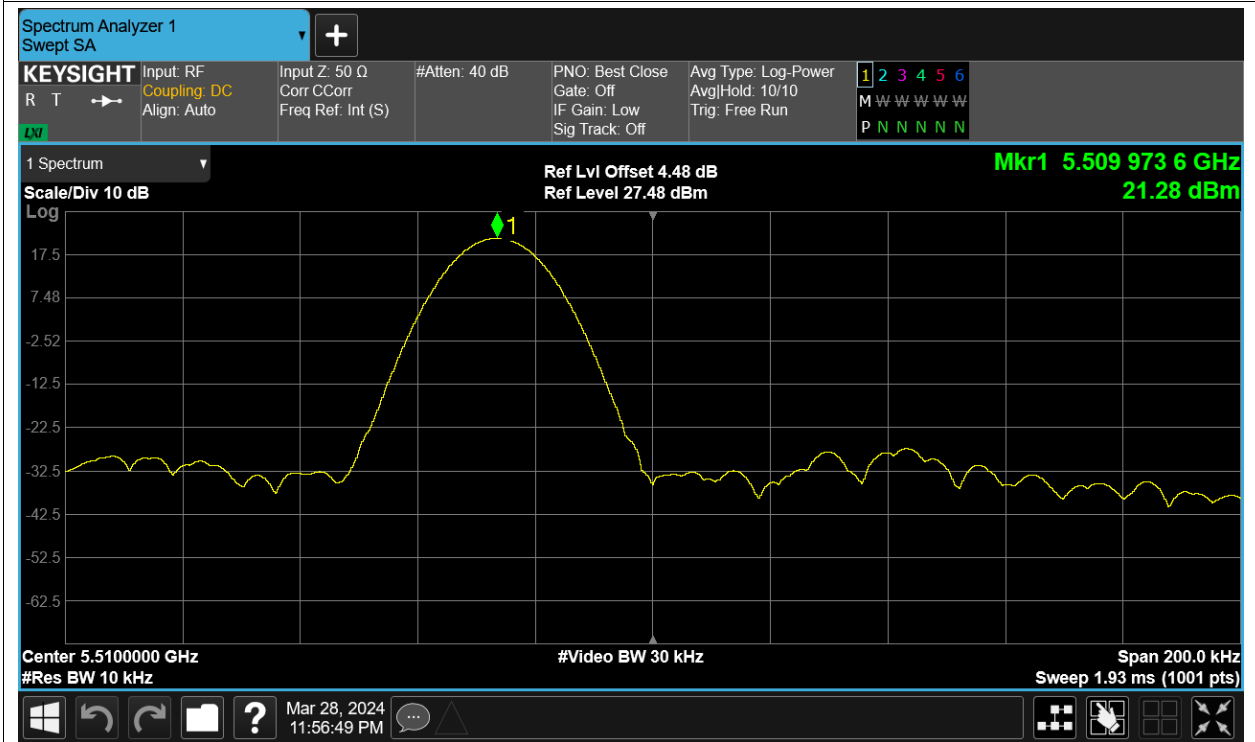 Spectrum Analyzer 1
Swept SA
KEYSIGHT
R T
LXI
Input: RF
Coupling: DC
Align: Auto
Input Z: 50 Ω
Corr CCorr
Freq Ref: Int (S)
#Atten: 40 dB
PNO: Best Close
Gate: Off
IF Gain: Low
Sig Track: Off
Avg Type: Log-Power
Avg|Hold: 10/10
Trig: Free Run
1 2 3 4 5 6
M W W W W W
P N N N N N
1 Spectrum
Scale/Div 10 dB
Ref Lvl Offset 4.48 dB
Ref Level 27.48 dBm
Mkr1 5.509 973 6 GHz
21.28 dBm
Log
1
17.5
7.48
-2.52
-12.5
-22.5
-32.5
-42.5
-52.5
-62.5
Center 5.5100000 GHz
#Video BW 30 kHz
Span 200.0 kHz
#Res BW 10 kHz
Sweep 1.93 ms (1001 pts)
?
Mar 28, 2024
11:56:49 PM